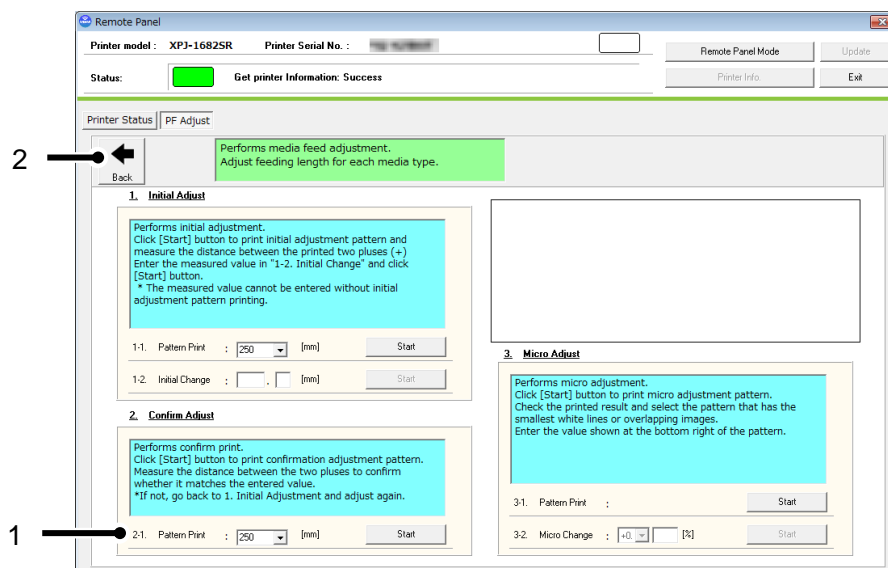 Remote Panel
Printer model : XPJ-1682SR Printer Serial No. :
Remote Panel Mode Update
Status: Get printer Information: Success
Printer Info Exit
Printer Status PF Adjust
2
Back
Performs media feed adjustment.
Adjust feeding length for each media type.
1. Initial Adjust
Performs initial adjustment.
Click [Start] button to print initial adjustment pattern and
measure the distance between the printed two pluses (+)
Enter the measured value in "1-2. Initial Change" and click
[Start] button.
* The measured value cannot be entered without initial
adjustment pattern printing.
1-1. Pattern Print : 250 [mm] Start
1-2. Initial Change : . [mm] Start
2. Confirm Adjust
Performs confirm print.
Click [Start] button to print confirmation adjustment pattern.
Measure the distance between the two pluses to confirm
whether it matches the entered value.
*If not, go back to 1. Initial Adjustment and adjust again.
1
2-1. Pattern Print : 250 [mm] Start
3. Micro Adjust
Performs micro adjustment.
Click [Start] button to print micro adjustment pattern.
Check the printed result and select the pattern that has the
smallest white lines or overlapping images.
Enter the value shown at the bottom right of the pattern.
3-1. Pattern Print : Start
3-2. Micro Change : +0. [%] Start